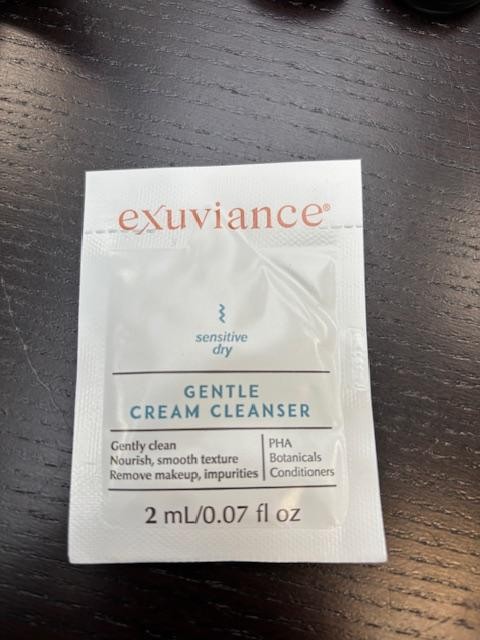 exuviance®
sensitive
dry
GENTLE
CREAM CLEANSER
Gently clean
Nourish, smooth texture
Remove makeup, impurities
PHA
Botanicals
Conditioners
2 mL/0.07 fl oz